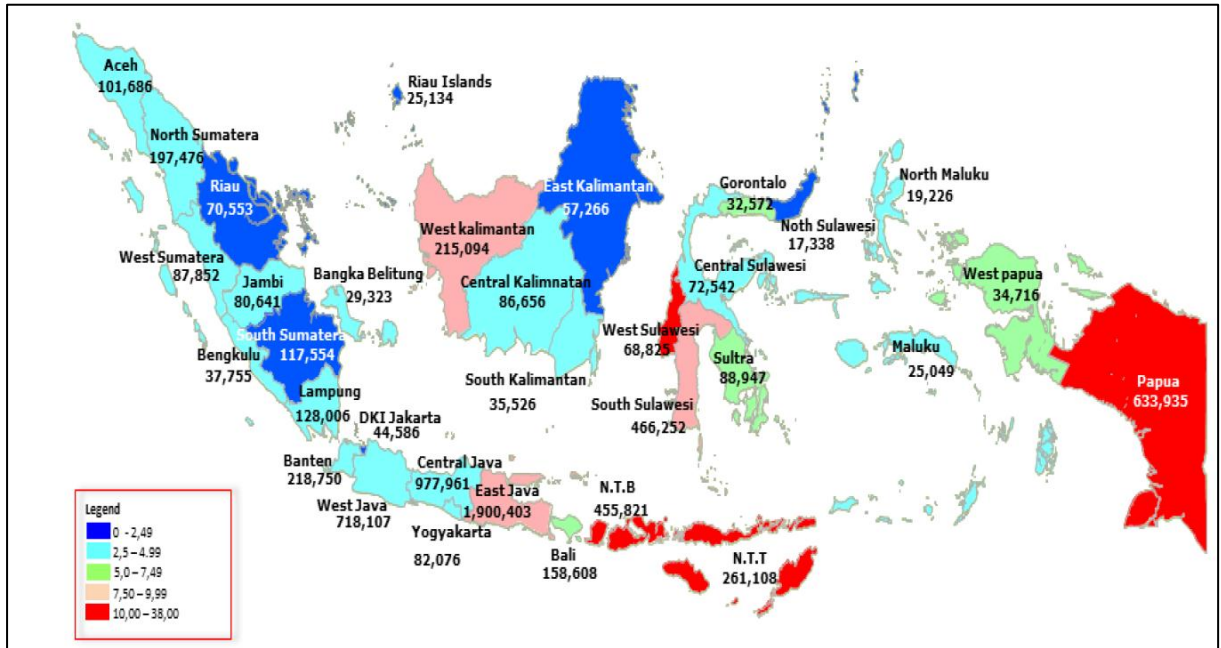 Aceh
101,686
North Sumatera
197,476
Riau
70,553
Riau Islands
25,134
West Sumatera
87,852
Jambi
80,641
Bangka Belitung
29,323
South Sumatera
117,554
Bengkulu
37,755
Lampung
128,006
DKI Jakarta
44,586
Banten
218,750
West Java
718,107
Central Java
977,961
Yogyakarta
82,076
East Java
1,900,403
Bali
158,608
N.T.B
455,821
N.T.T
261,108
West kalimantan
215,094
Central Kalimnatan
86,656
South Kalimantan
35,526
East Kalimantan
57,266
Gorontalo
32,572
Noth Sulawesi
17,338
Central Sulawesi
72,542
West Sulawesi
68,825
Sultra
88,947
South Sulawesi
466,252
North Maluku
19,226
Maluku
25,049
West papua
34,716
Papua
633,935
Legend
0 - 2,49
2,5 – 4.99
5,0 – 7,49
7,50 – 9,99
10,00 – 38,00